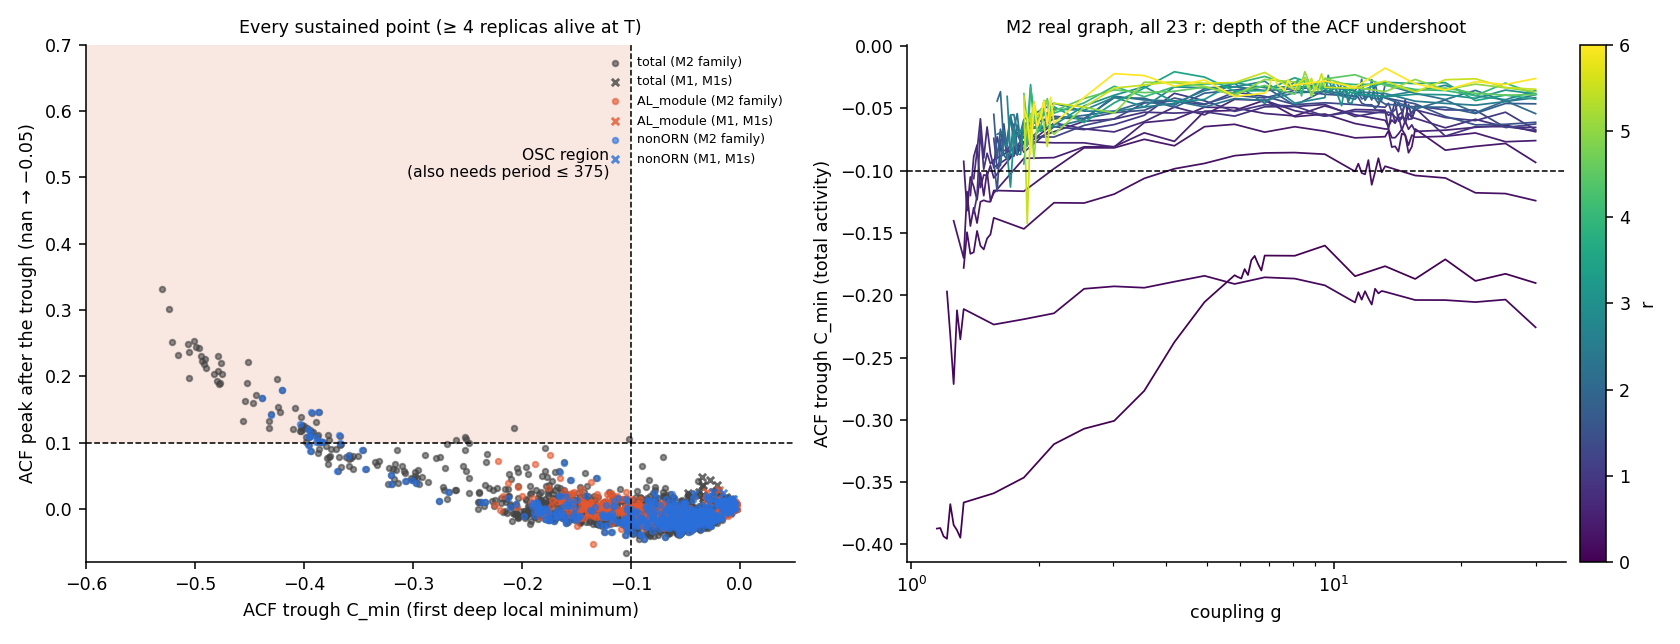 Every sustained point (≥ 4 replicas alive at T)
ACF peak after the trough (nan → −0.05)
0.7
0.6
0.5
0.4
0.3
0.2
0.1
0.0
total (M2 family)
total (M1, M1s)
AL_module (M2 family)
AL_module (M1, M1s)
nonORN (M2 family)
nonORN (M1, M1s)
OSC region
(also needs period ≤ 375)
−0.6
−0.5
−0.4
−0.3
−0.2
−0.1
0.0
ACF trough C_min (first deep local minimum)
M2 real graph, all 23 r: depth of the ACF undershoot
ACF trough C_min (total activity)
0.00
−0.05
−0.10
−0.15
−0.20
−0.25
−0.30
−0.35
−0.40
10⁰
10¹
coupling g
6
5
4
3
2
1
0
r